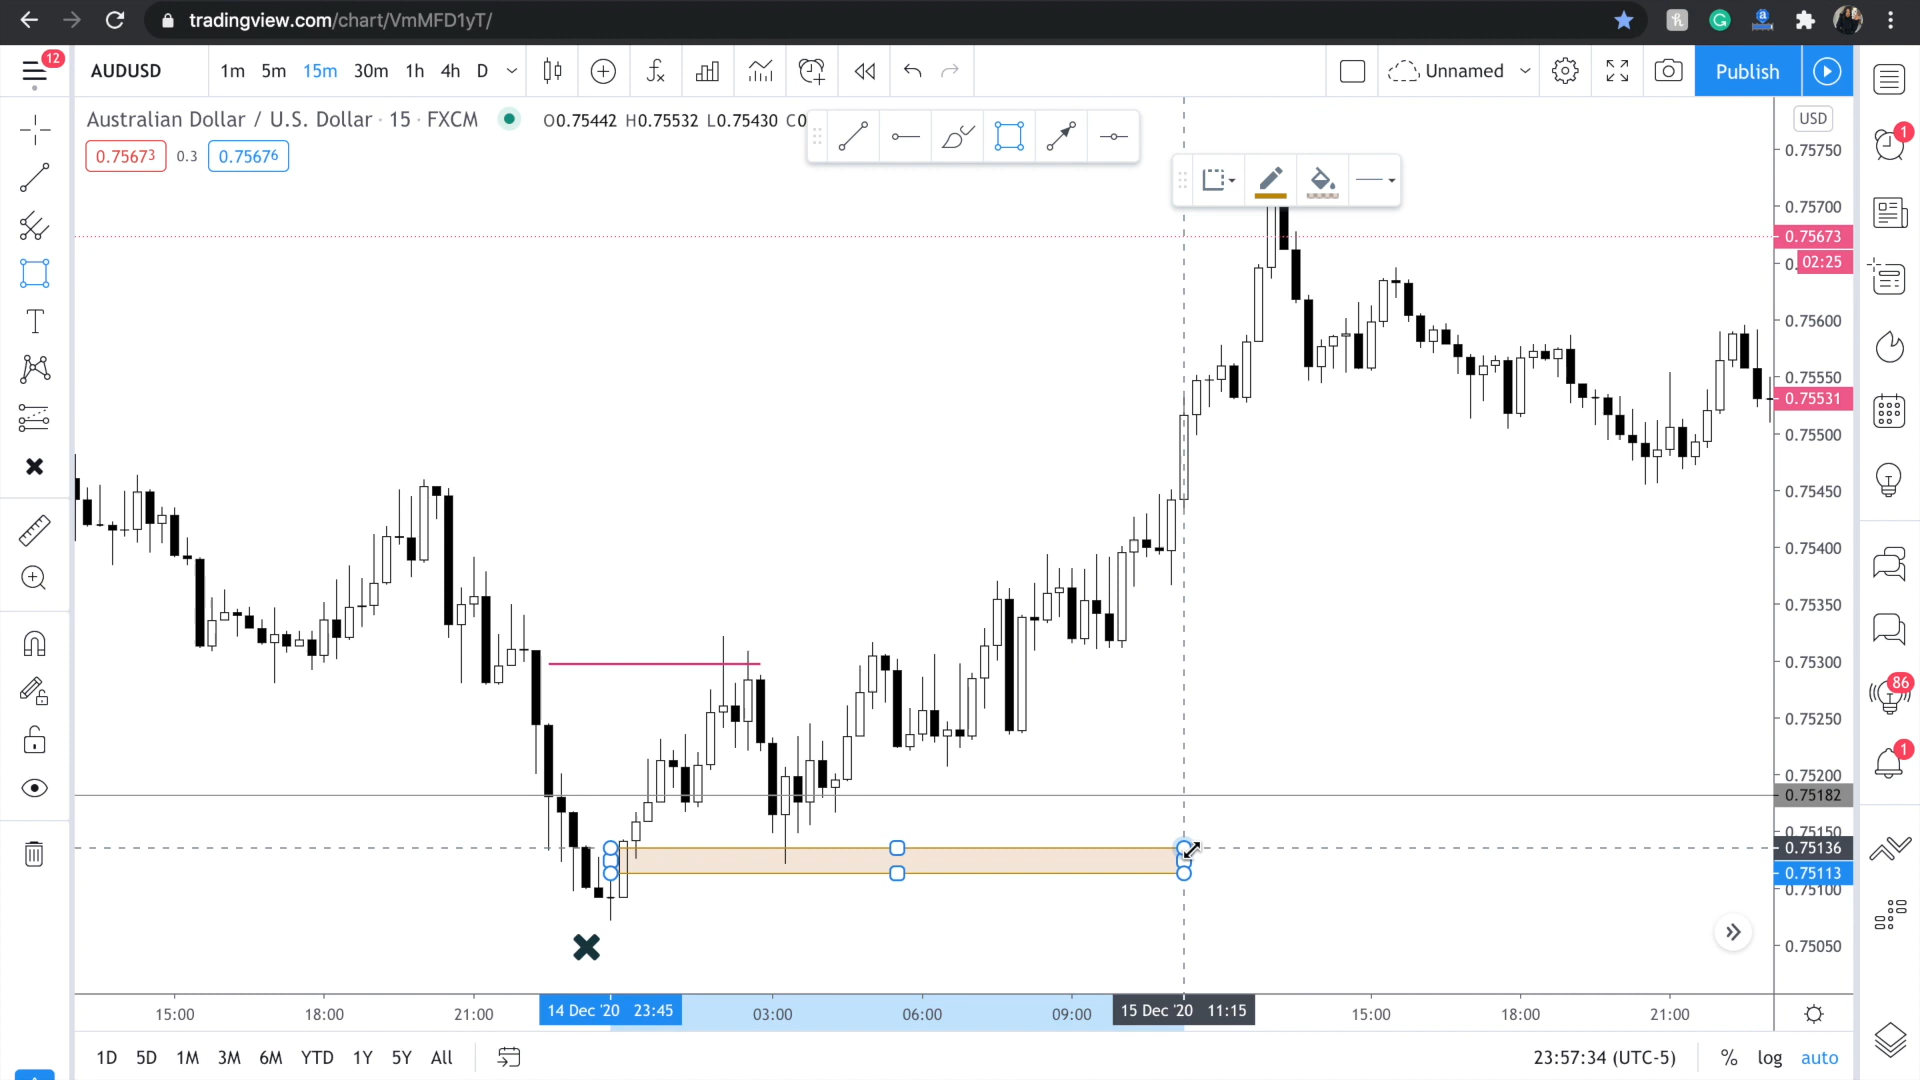 tradingview.com/chart/VmMFD1yT/
12
AUDUSD
1m 5m 15m 30m 1h 4h D
Unnamed
Publish
Australian Dollar / U.S. Dollar · 15 · FXCM
O0.75442 H0.75532 L0.75430 C0
0.75673 0.3 0.75676
USD
0.75750
0.75700
0.75673
02:25
0.75600
0.75550
0.75531
0.75500
0.75450
0.75400
0.75350
0.75300
0.75250
0.75200
0.75182
0.75150
0.75136
0.75113
0.75100
0.75050
1
86
1
15:00 18:00 21:00 14 Dec '20 23:45 03:00 06:00 09:00 15 Dec '20 11:15 15:00 18:00 21:00
1D 5D 1M 3M 6M YTD 1Y 5Y All
23:57:34 (UTC-5) % log auto